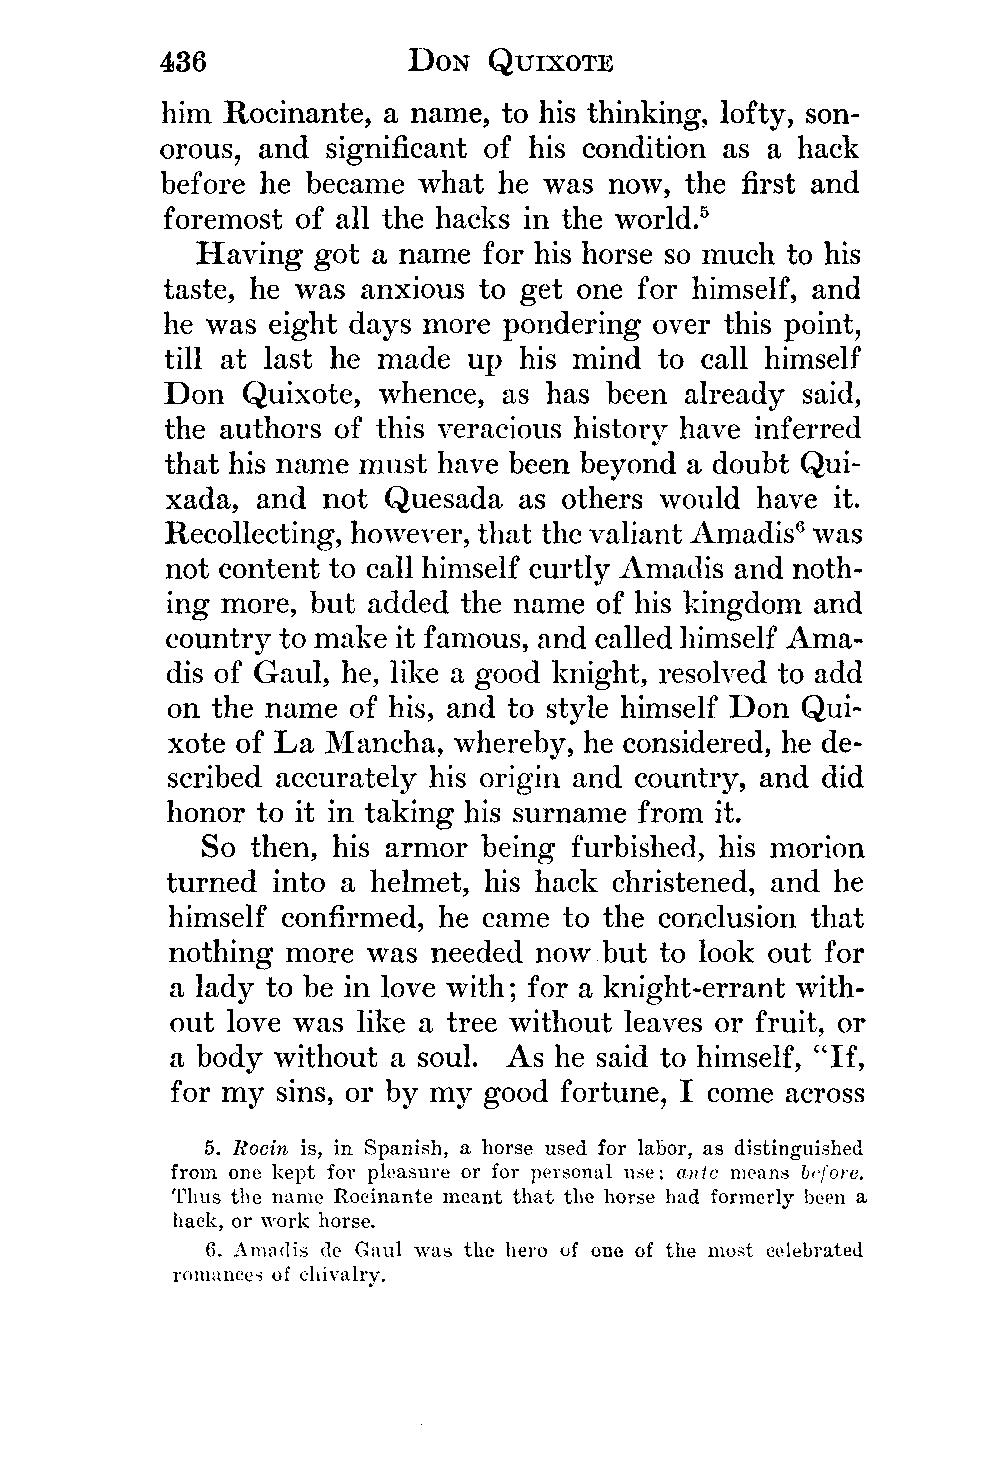 436 DON QUIXOTE
him Rocinante, a name, to his thinking, lofty, son-
orous, and significant of his condition as a hack
before he became what he was now, the first and
foremost of all the hacks in the world.⁵
Having got a name for his horse so much to his
taste, he was anxious to get one for himself, and
he was eight days more pondering over this point,
till at last he made up his mind to call himself
Don Quixote, whence, as has been already said,
the authors of this veracious history have inferred
that his name must have been beyond a doubt Qui-
xada, and not Quesada as others would have it.
Recollecting, however, that the valiant Amadis⁶ was
not content to call himself curtly Amadis and noth-
ing more, but added the name of his kingdom and
country to make it famous, and called himself Ama-
dis of Gaul, he, like a good knight, resolved to add
on the name of his, and to style himself Don Qui-
xote of La Mancha, whereby, he considered, he de-
scribed accurately his origin and country, and did
honor to it in taking his surname from it.
So then, his armor being furbished, his morion
turned into a helmet, his hack christened, and he
himself confirmed, he came to the conclusion that
nothing more was needed now but to look out for
a lady to be in love with; for a knight-errant with-
out love was like a tree without leaves or fruit, or
a body without a soul. As he said to himself, “If,
for my sins, or by my good fortune, I come across
5. Rocin is, in Spanish, a horse used for labor, as distinguished
from one kept for pleasure or for personal use; ante means before.
Thus the name Rocinante meant that the horse had formerly been a
hack, or work horse.
6. Amadis de Gaul was the hero of one of the most celebrated
romances of chivalry.